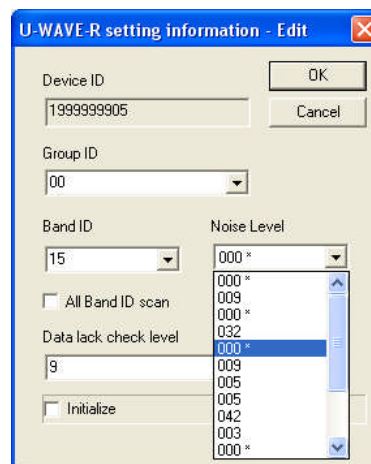 U-WAVE-R setting information - Edit
Device ID
OK
1999999905
Cancel
Group ID
00
Band ID
Noise Level
15
000 *
All Band ID scan
000 *
009
000 *
032
000 *
009
005
005
042
003
000 *
Data lack check level
9
Initialize